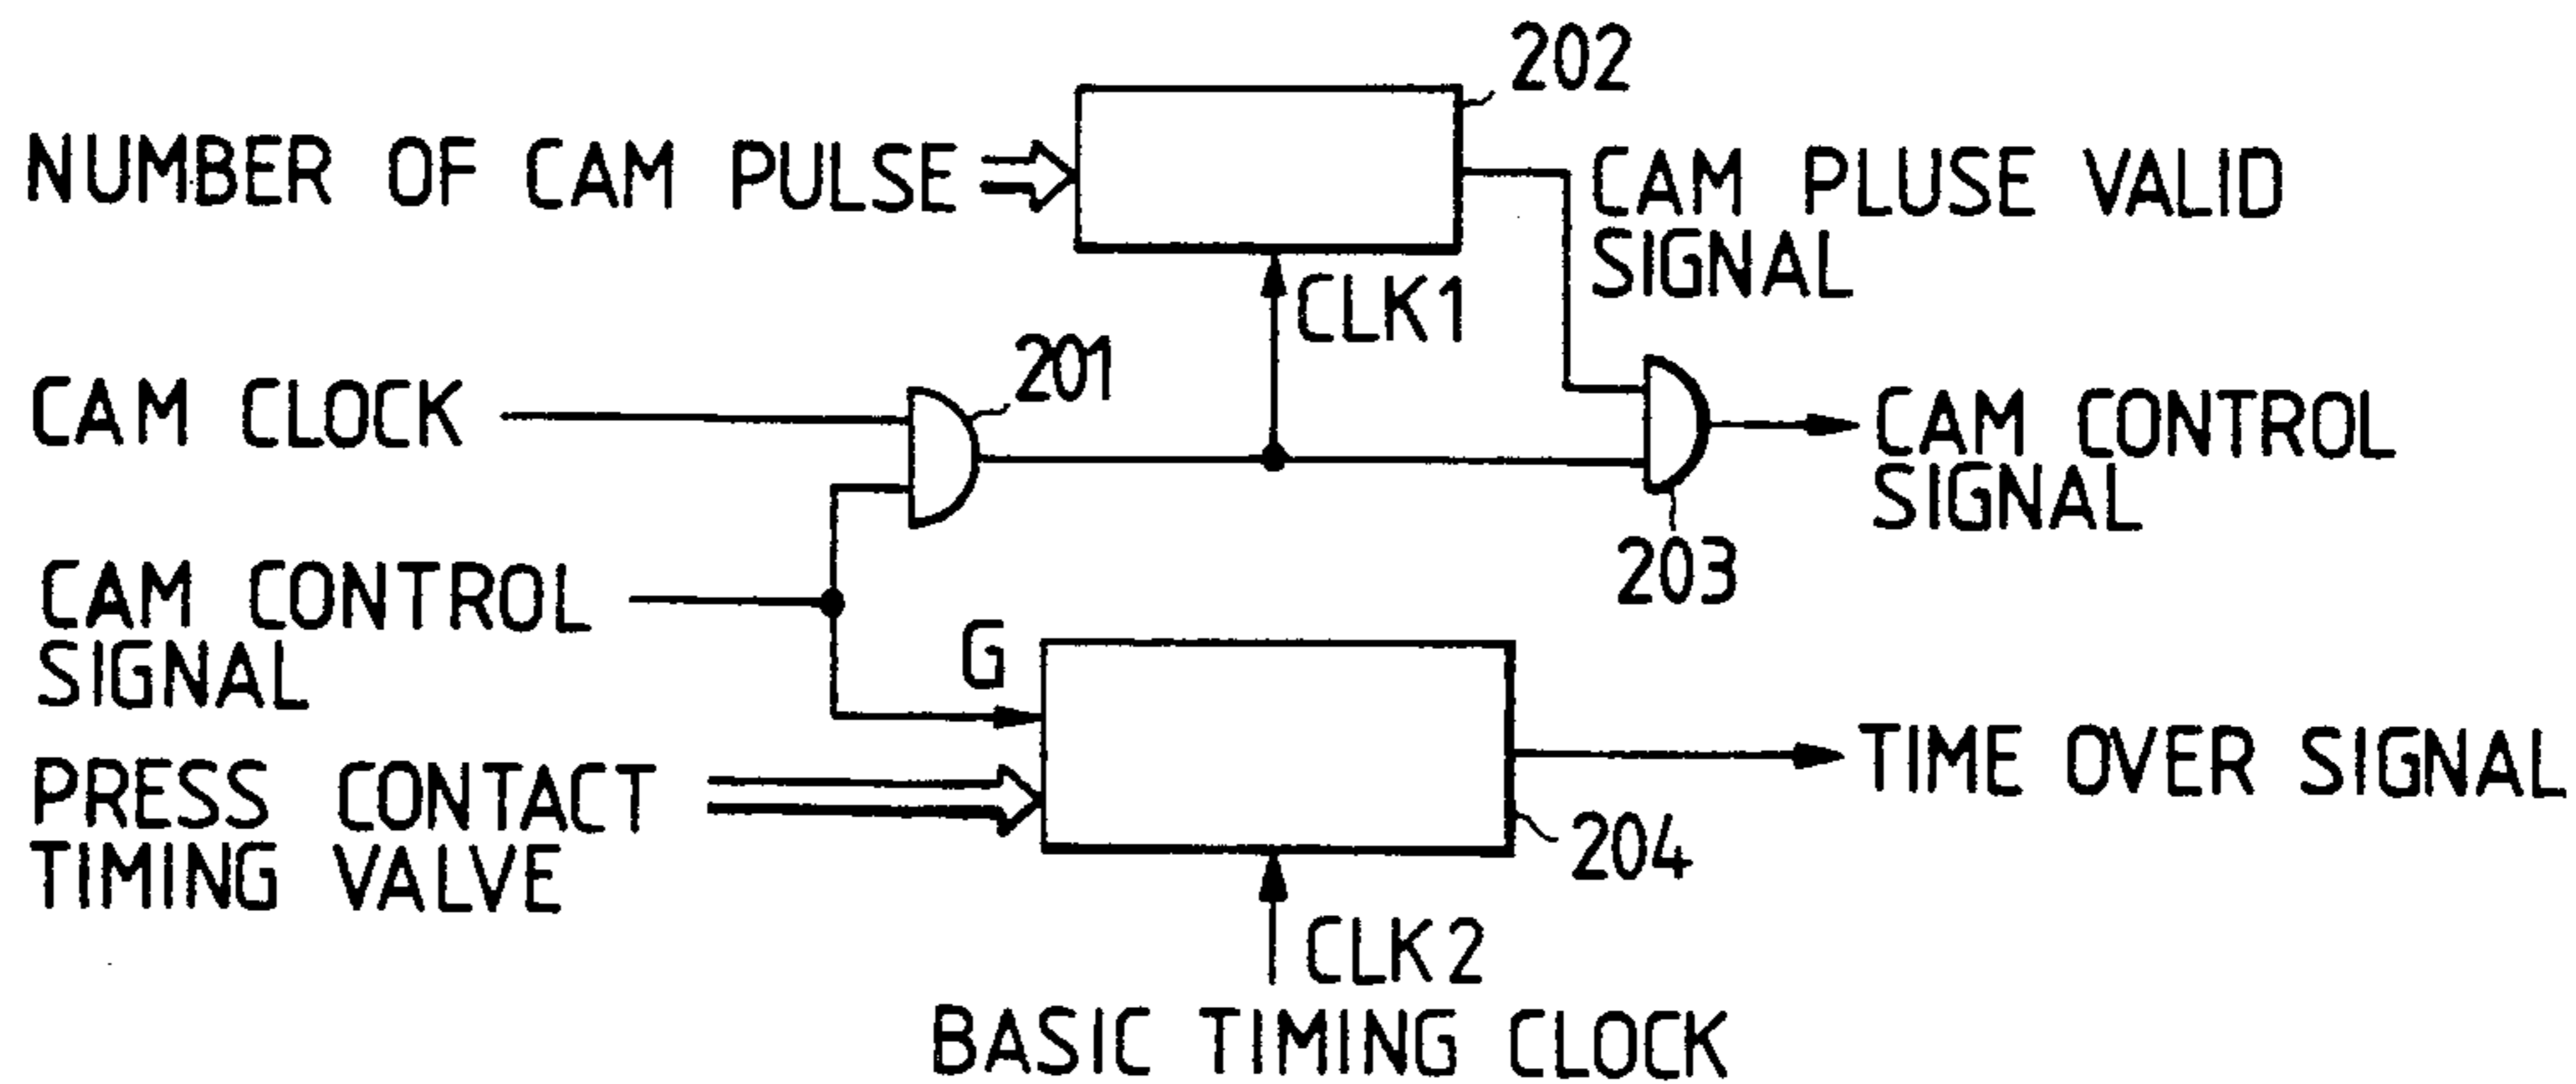 202
NUMBER OF CAM PULSE
CAM PLUSE VALID
SIGNAL
CLK1
201
CAM CLOCK
CAM CONTROL
SIGNAL
203
CAM CONTROL
SIGNAL
G
PRESS CONTACT
TIMING VALVE
TIME OVER SIGNAL
204
CLK2
BASIC TIMING CLOCK